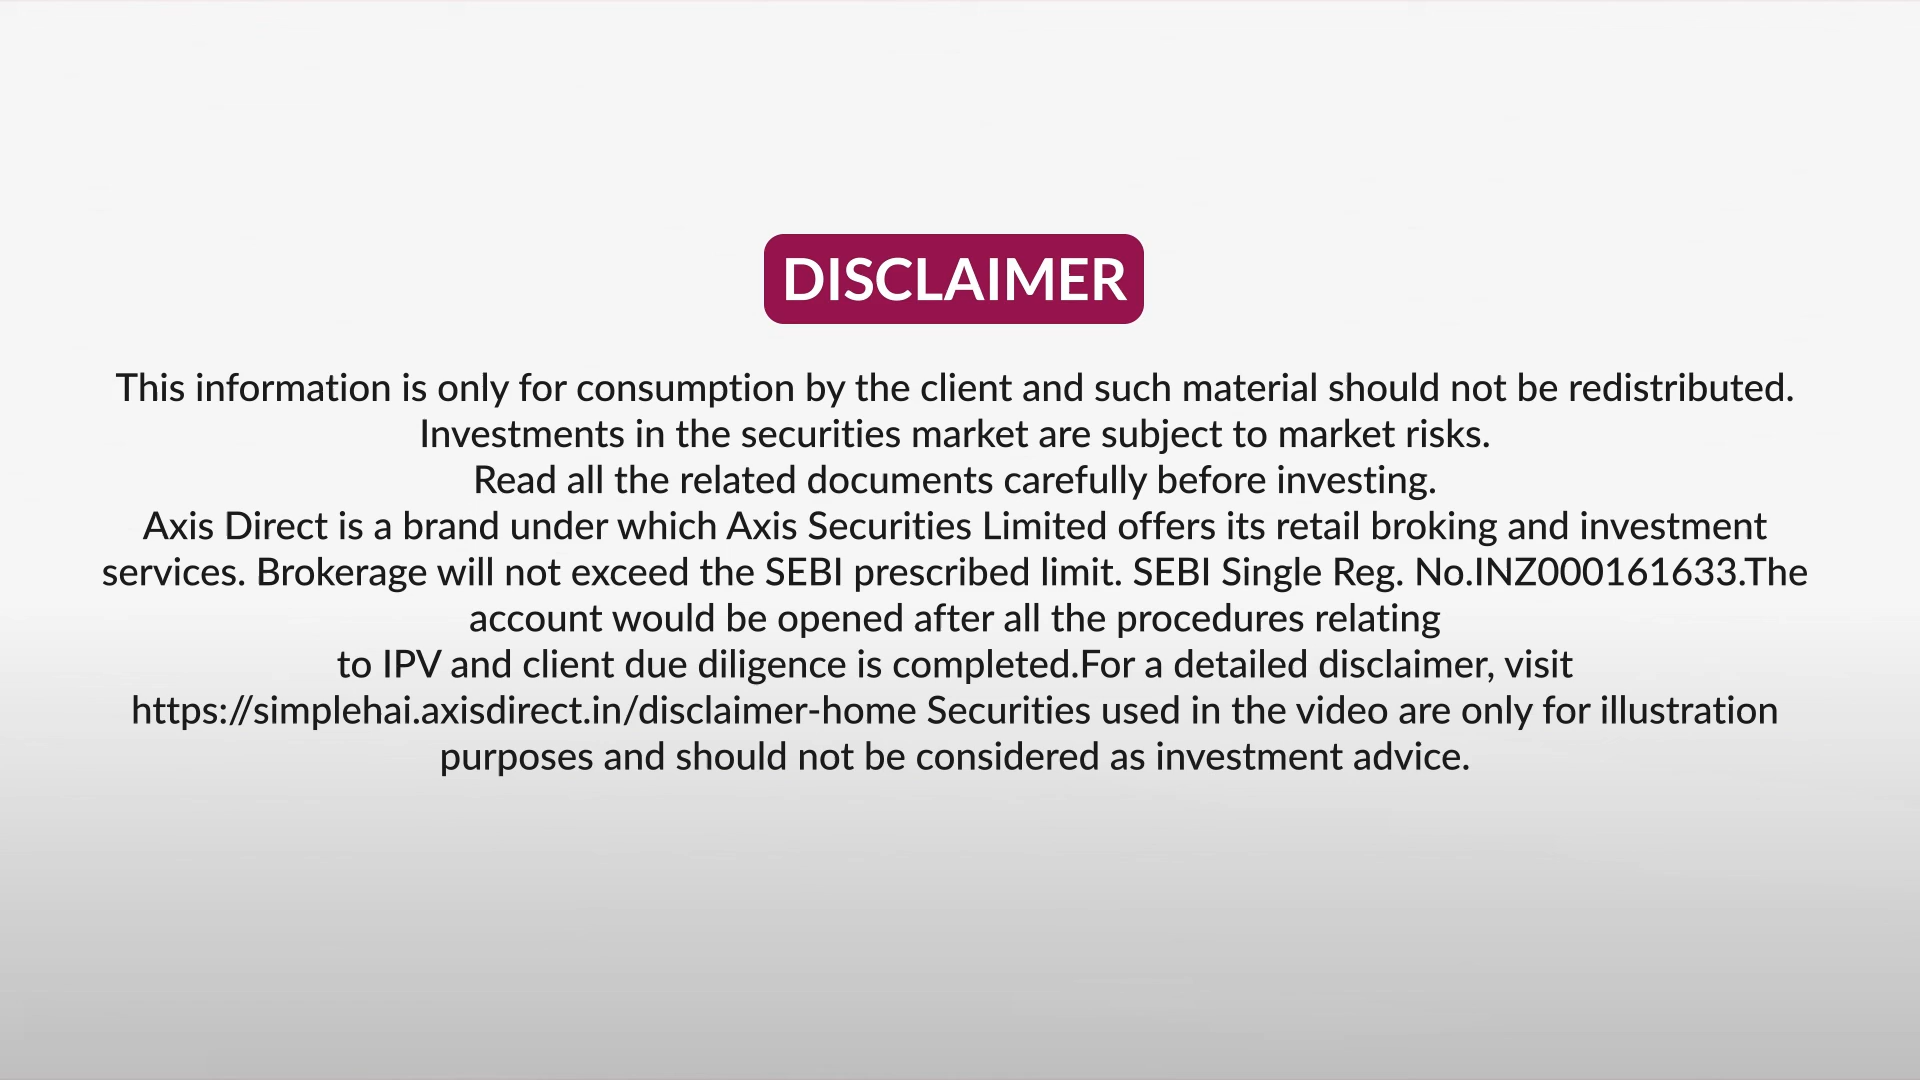 DISCLAIMER
This information is only for consumption by the client and such material should not be redistributed.
Investments in the securities market are subject to market risks.
Read all the related documents carefully before investing.
Axis Direct is a brand under which Axis Securities Limited offers its retail broking and investment
services. Brokerage will not exceed the SEBI prescribed limit. SEBI Single Reg. No.INZ000161633.The
account would be opened after all the procedures relating
to IPV and client due diligence is completed.For a detailed disclaimer, visit
https://simplehai.axisdirect.in/disclaimer-home Securities used in the video are only for illustration
purposes and should not be considered as investment advice.